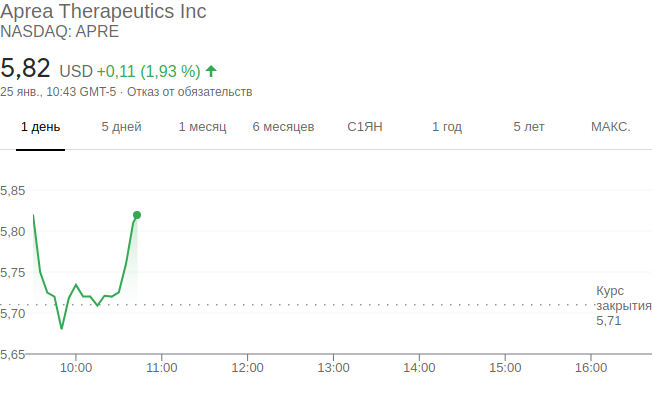 Aprea Therapeutics Inc
NASDAQ: APRE
5,82 USD +0,11 (1,93 %)
25 янв., 10:43 GMT-5 · Отказ от обязательств
1 день 5 дней 1 месяц 6 месяцев С1ЯН 1 год 5 лет МАКС.
5,85
5,80
5,75
Курс
5,70 закрытия
5,71
5,65
10:00 11:00 12:00 13:00 14:00 15:00 16:00